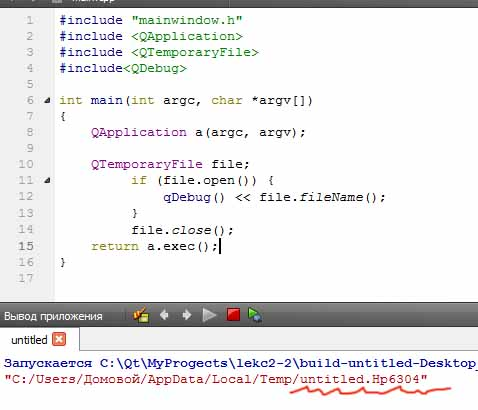 1 #include "mainwindow.h"
2 #include <QApplication>
3 #include <QTemporaryFile>
4 #include<QDebug>
5
6 int main(int argc, char *argv[])
7 {
8 QApplication a(argc, argv);
9
10 QTemporaryFile file;
11 if (file.open()) {
12 qDebug() << file.fileName();
13 }
14 file.close();
15 return a.exec();
16 }
17
Вывод приложения
untitled
Запускается C:\Qt\MyProgects\lekc2-2\build-untitled-Desktop_
"C:/Users/Домовой/AppData/Local/Temp/untitled.Hp6304"